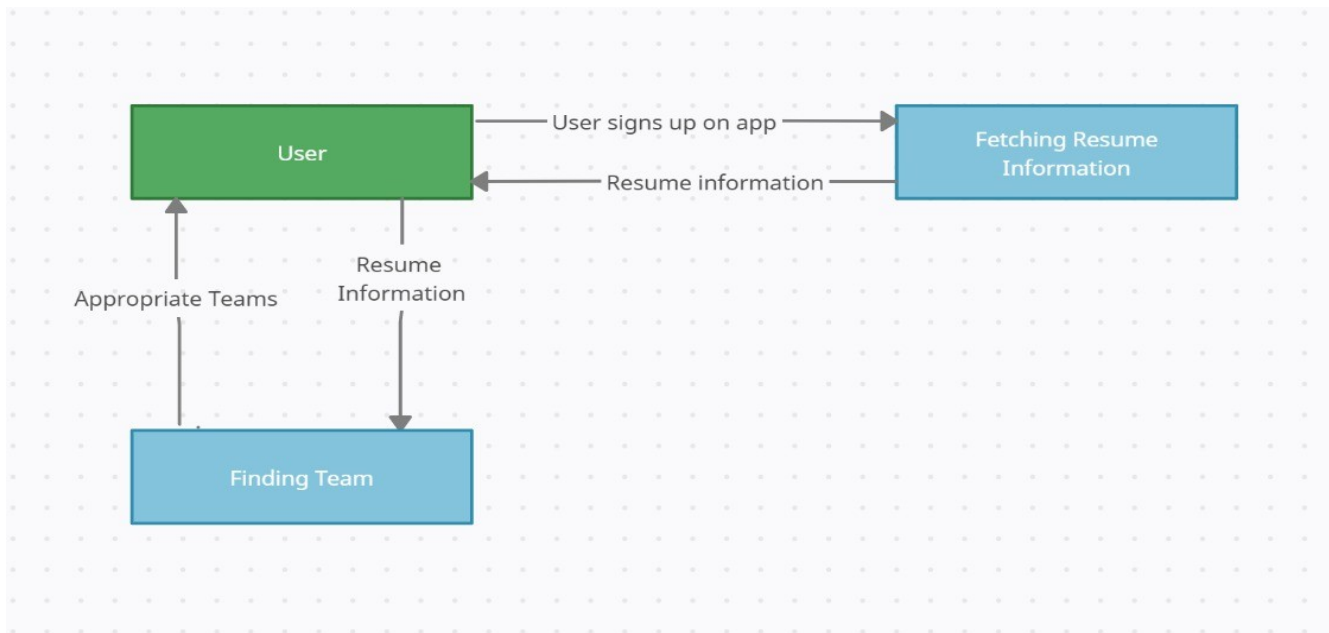 User
User signs up on app
Fetching Resume
Information
Resume information
Resume
Information
Appropriate Teams
Finding Team